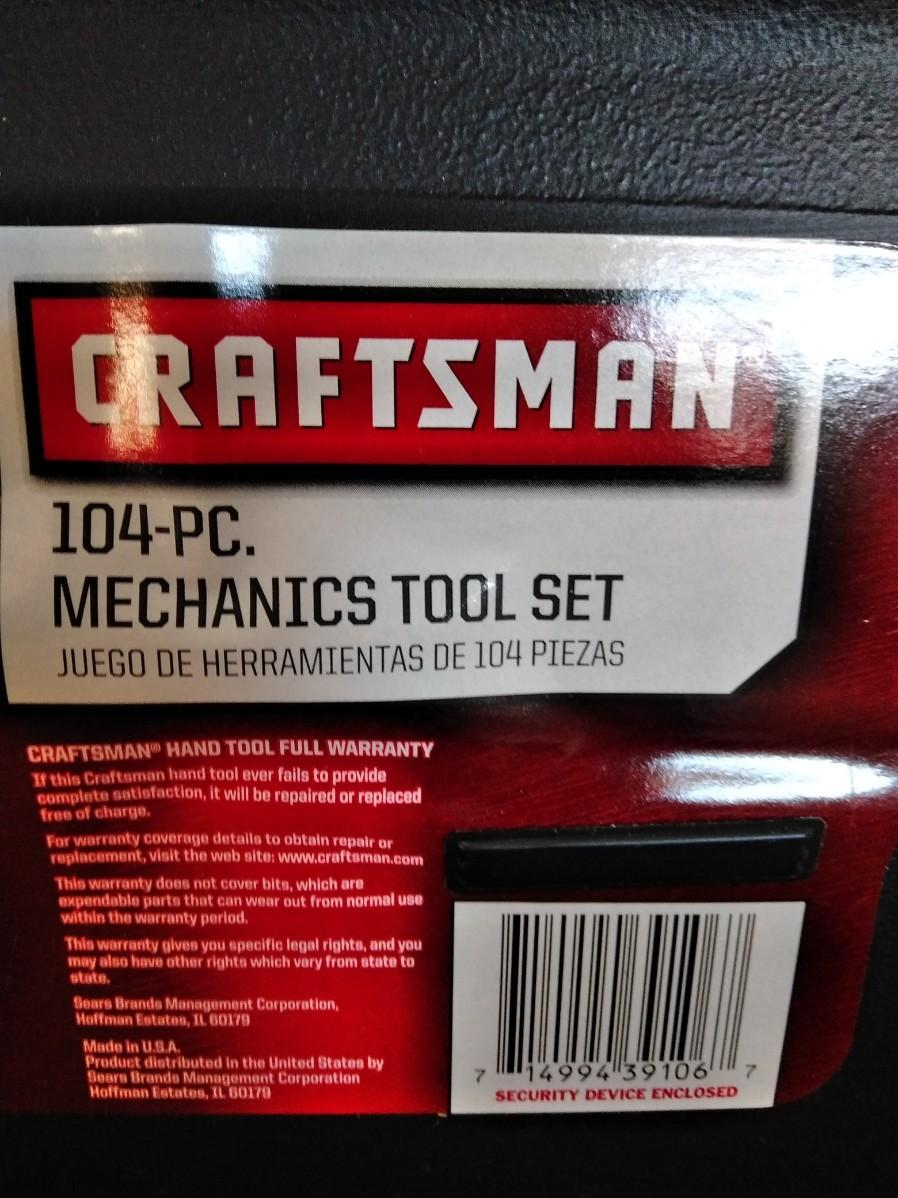 CRAFTSMAN®
104-PC.
MECHANICS TOOL SET
JUEGO DE HERRAMIENTAS DE 104 PIEZAS
CRAFTSMAN® HAND TOOL FULL WARRANTY
If this Craftsman hand tool ever fails to provide
complete satisfaction, it will be repaired or replaced
free of charge.
For warranty coverage details to obtain repair or
replacement, visit the web site: www.craftsman.com
This warranty does not cover bits, which are
expendable parts that can wear out from normal use
within the warranty period.
This warranty gives you specific legal rights, and you
may also have other rights which vary from state to
state.
Sears Brands Management Corporation,
Hoffman Estates, IL 60179
Made in U.S.A.
Product distributed in the United States by
Sears Brands Management Corporation
Hoffman Estates, IL 60179
7 14994 39106 7
SECURITY DEVICE ENCLOSED